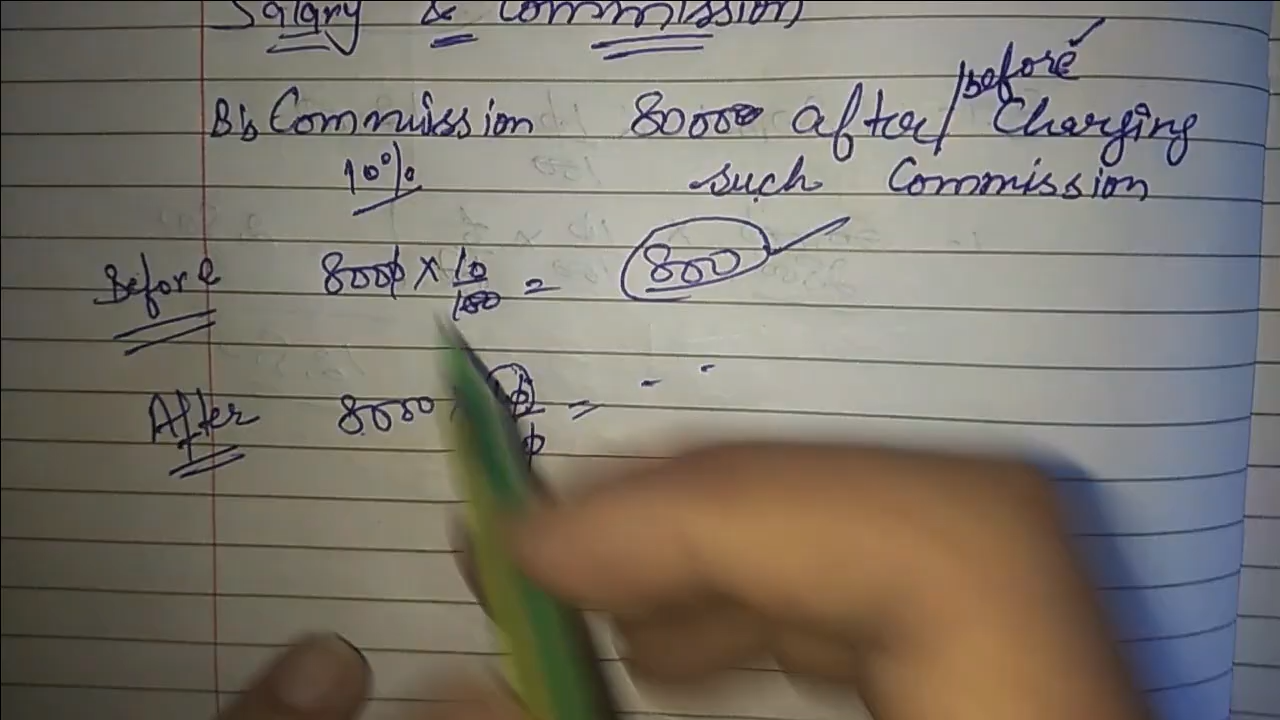 Salary & Commission
B's Commission 8000 after/before ✓ Charging
10% such Commission
Before 8000 × 10/100 = 800
After 8000 =